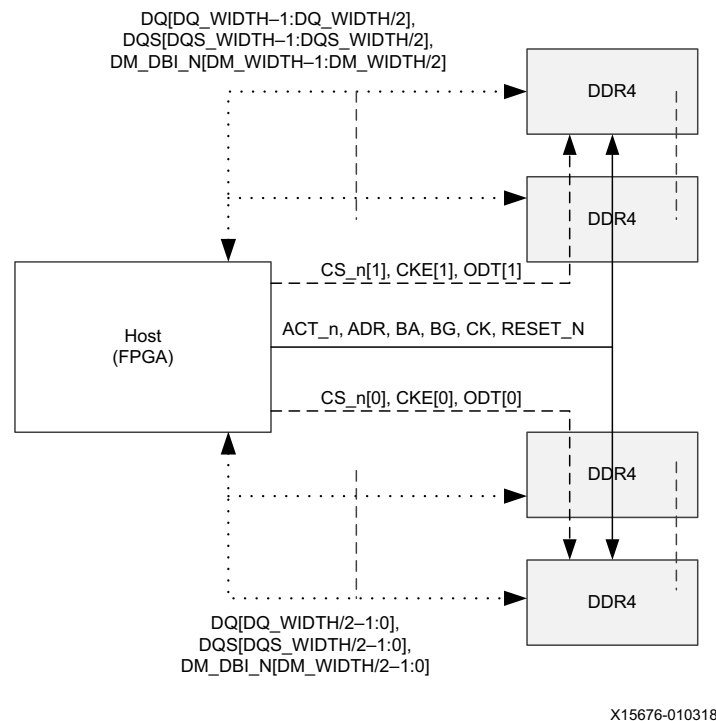 DQ[DQ_WIDTH–1:DQ_WIDTH/2],
DQS[DQS_WIDTH–1:DQS_WIDTH/2],
DM_DBI_N[DM_WIDTH–1:DM_WIDTH/2]
DDR4
DDR4
CS_n[1], CKE[1], ODT[1]
Host
(FPGA)
ACT_n, ADR, BA, BG, CK, RESET_N
CS_n[0], CKE[0], ODT[0]
DDR4
DDR4
DQ[DQ_WIDTH/2–1:0],
DQS[DQS_WIDTH/2–1:0],
DM_DBI_N[DM_WIDTH/2–1:0]
X15676-010318